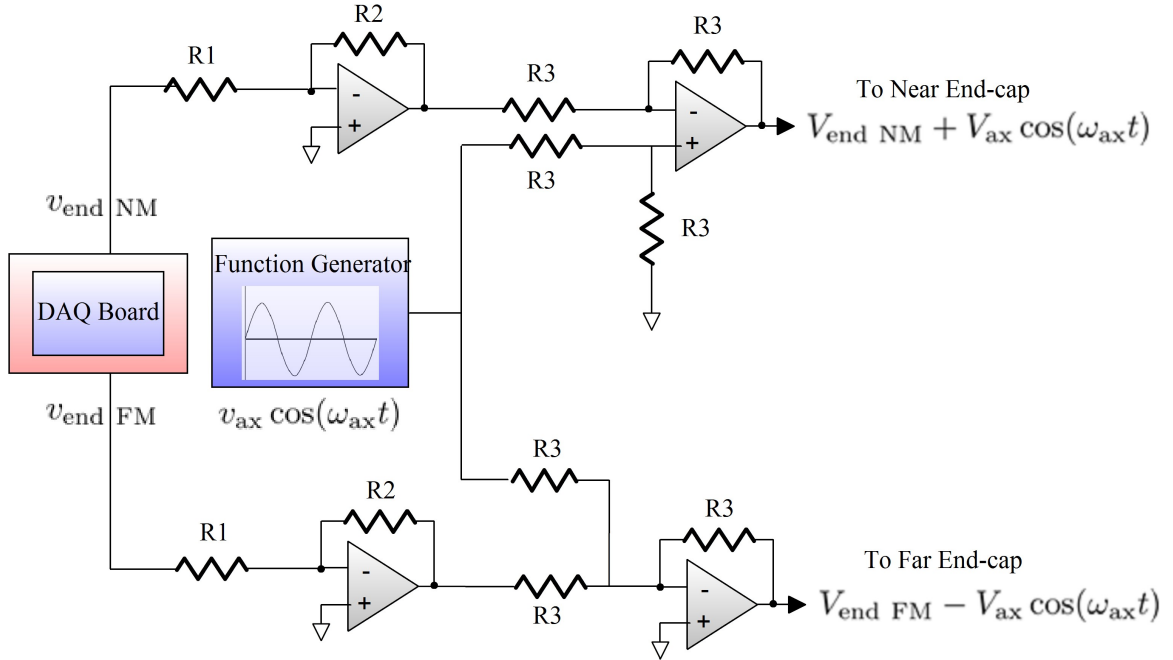 R2
R1
-
+
R3
R3
-
+
R3
R3
To Near End-cap
V_end NM + V_ax cos(ω_ax t)
v_end NM
DAQ Board
v_end FM
Function Generator
v_ax cos(ω_ax t)
R3
R2
R1
-
+
R3
R3
-
+
To Far End-cap
V_end FM − V_ax cos(ω_ax t)